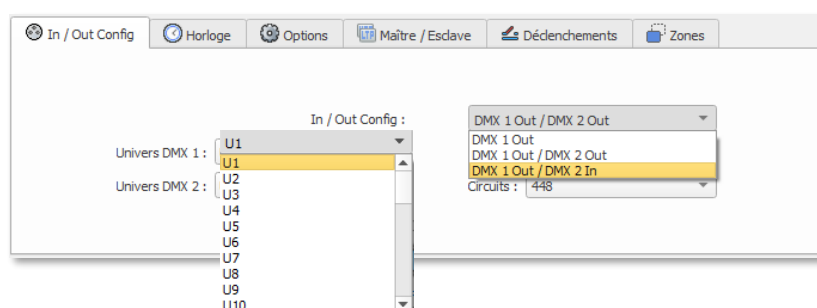 In / Out Config Horloge Options Maître / Esclave Déclenchements Zones
In / Out Config : DMX 1 Out / DMX 2 Out
DMX 1 Out
DMX 1 Out / DMX 2 Out
DMX 1 Out / DMX 2 In
Univers DMX 1 : U1
U1
Univers DMX 2 : U2
Circuits : 448
U3
U4
U5
U6
U7
U8
U9
U10